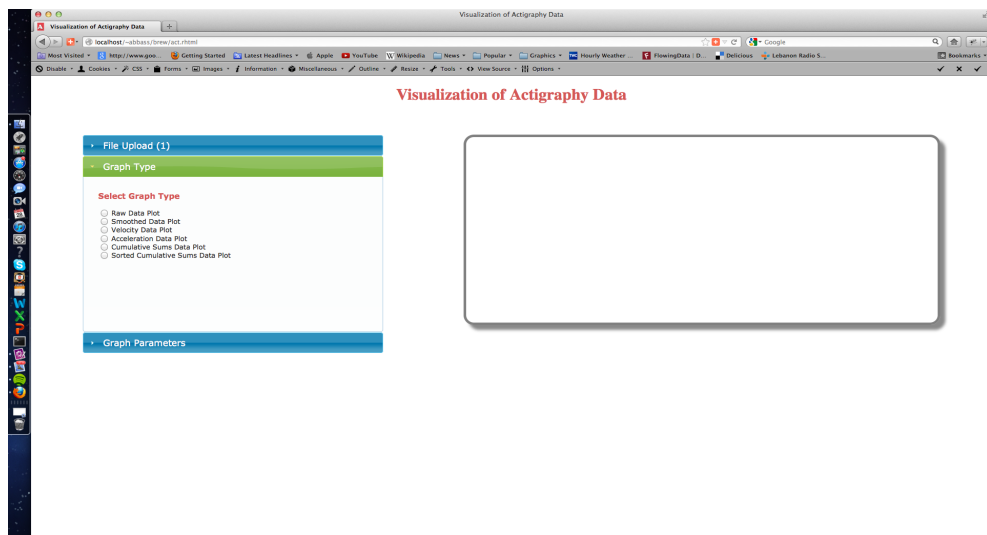 Visualization of Actigraphy Data
Visualization of Actigraphy Data
localhost/~abbass/brew/act.rhtml
Google
Most Visited http://www.goo... Getting Started Latest Headlines Apple YouTube Wikipedia News Popular Graphics Hourly Weather ... FlowingData | D... Delicious Lebanon Radio S... Bookmarks
Disable Cookies CSS Forms Images Information Miscellaneous Outline Resize Tools View Source Options
Visualization of Actigraphy Data
File Upload (1)
Graph Type
Select Graph Type
Raw Data Plot
Smoothed Data Plot
Velocity Data Plot
Acceleration Data Plot
Cumulative Sums Data Plot
Sorted Cumulative Sums Data Plot
Graph Parameters